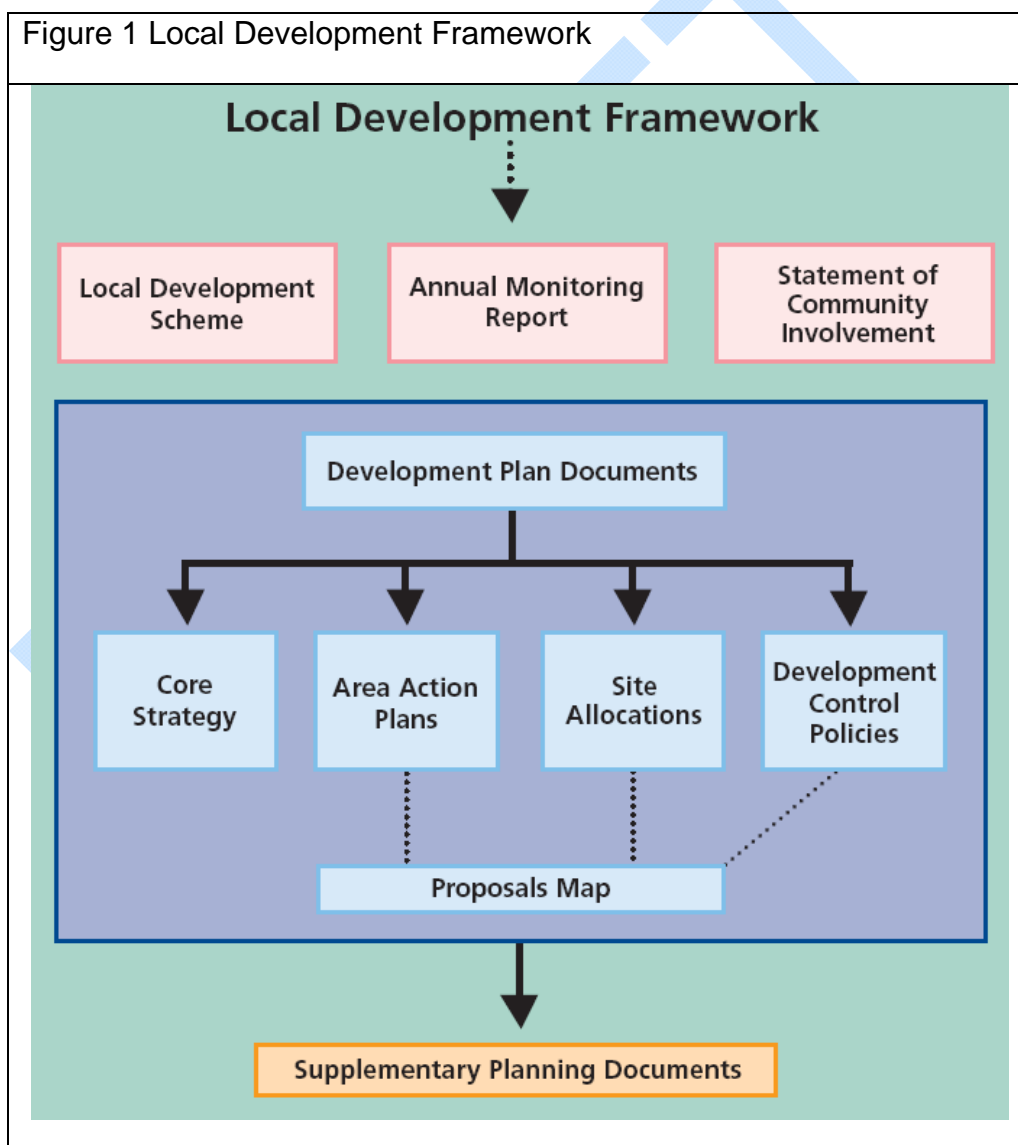 Figure 1 Local Development Framework
Local Development Framework
Local Development
Scheme
Annual Monitoring
Report
Statement of
Community
Involvement
Development Plan Documents
Core
Strategy
Area Action
Plans
Site
Allocations
Development
Control
Policies
Proposals Map
Supplementary Planning Documents